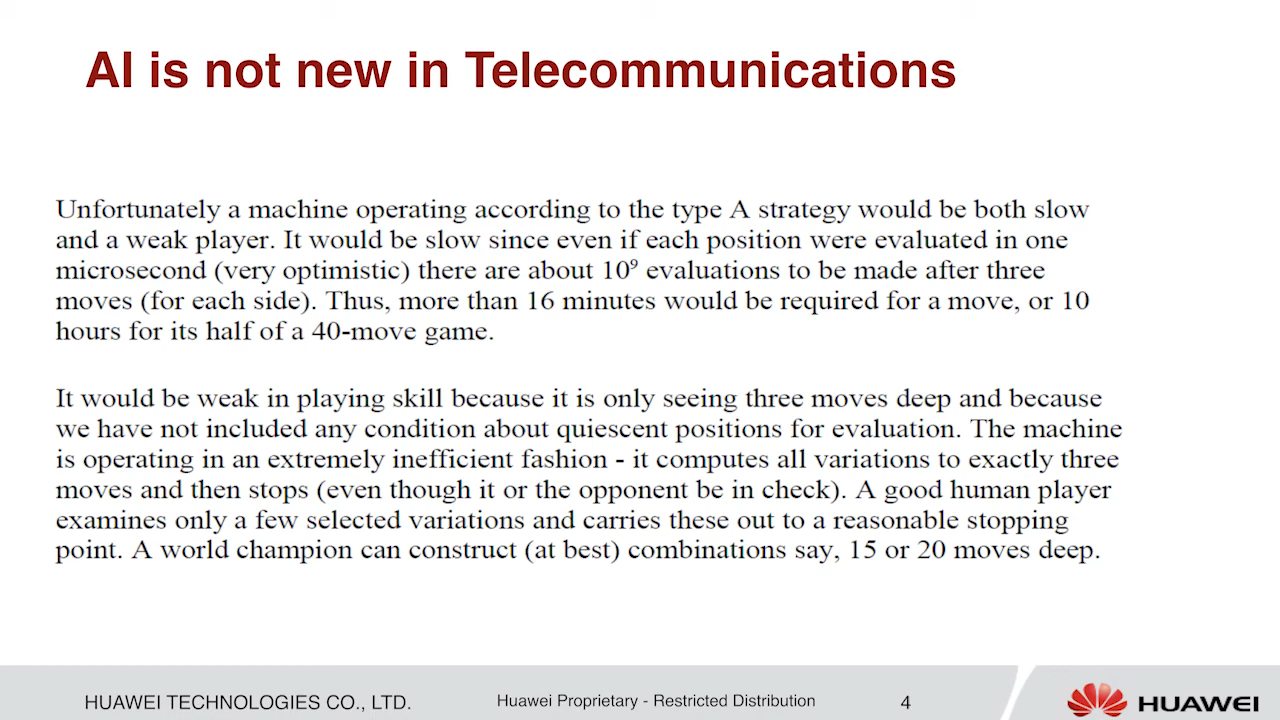 AI is not new in Telecommunications
Unfortunately a machine operating according to the type A strategy would be both slow
and a weak player. It would be slow since even if each position were evaluated in one
microsecond (very optimistic) there are about 10⁹ evaluations to be made after three
moves (for each side). Thus, more than 16 minutes would be required for a move, or 10
hours for its half of a 40-move game.
It would be weak in playing skill because it is only seeing three moves deep and because
we have not included any condition about quiescent positions for evaluation. The machine
is operating in an extremely inefficient fashion - it computes all variations to exactly three
moves and then stops (even though it or the opponent be in check). A good human player
examines only a few selected variations and carries these out to a reasonable stopping
point. A world champion can construct (at best) combinations say, 15 or 20 moves deep.
HUAWEI TECHNOLOGIES CO., LTD.
Huawei Proprietary - Restricted Distribution
4
HUAWEI